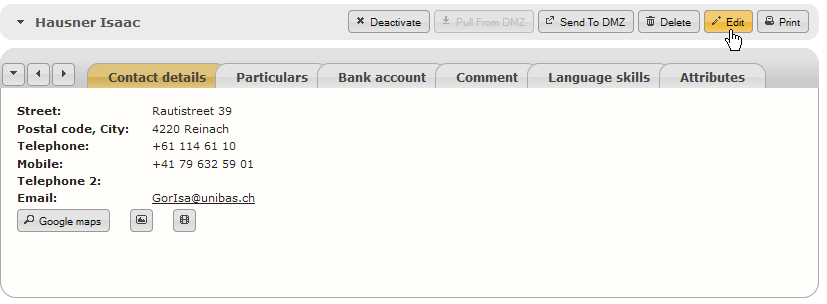 Hausner Isaac
Deactivate Pull From DMZ Send To DMZ Delete Edit Print
Contact details Particulars Bank account Comment Language skills Attributes
Street: Rautistreet 39
Postal code, City: 4220 Reinach
Telephone: +61 114 61 10
Mobile: +41 79 632 59 01
Telephone 2:
Email: GorIsa@unibas.ch
Google maps